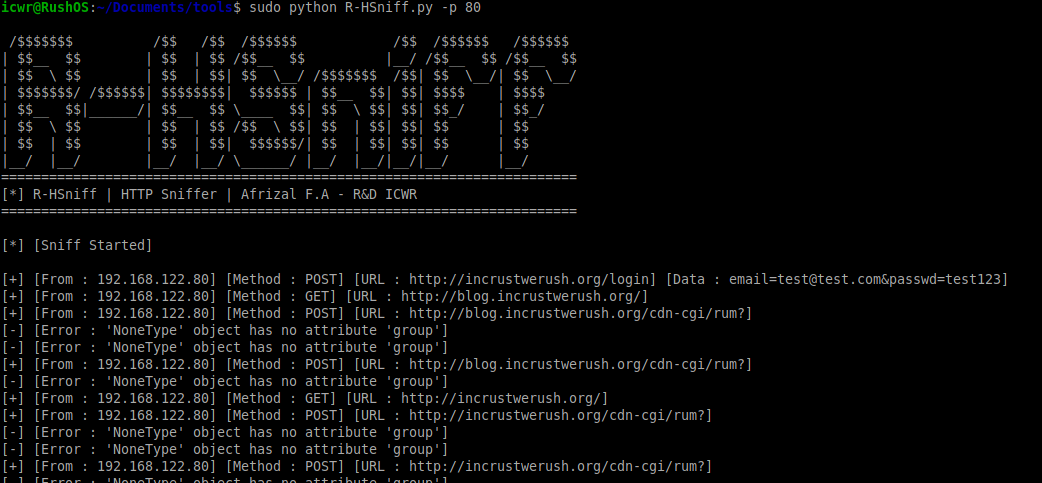 icwr@RushOS:~/Documents/tools$ sudo python R-HSniff.py -p 80
 /$$$$$$$          /$$   /$$  /$$$$$$            /$$  /$$$$$$   /$$$$$$
| $$__  $$        | $$  | $$ /$$__  $$          |__/ /$$__  $$ /$$__  $$
| $$  \ $$        | $$  | $$| $$  \__/ /$$$$$$$  /$$| $$  \__/| $$  \__/
| $$$$$$$/ /$$$$$$| $$$$$$$$|  $$$$$$ | $$__  $$| $$| $$$$    | $$$$
| $$__  $$|______/| $$__  $$ \____  $$| $$  \ $$| $$| $$_/    | $$_/
| $$  \ $$        | $$  | $$ /$$  \ $$| $$  | $$| $$| $$      | $$
| $$  | $$        | $$  | $$|  $$$$$$/| $$  | $$| $$| $$      | $$
|__/  |__/        |__/  |__/ \______/ |__/  |__/|__/|__/      |__/
========================================================================
[*] R-HSniff | HTTP Sniffer | Afrizal F.A - R&D ICWR
========================================================================
[*] [Sniff Started]
[+] [From : 192.168.122.80] [Method : POST] [URL : http://incrustwerush.org/login] [Data : email=test@test.com&passwd=test123]
[+] [From : 192.168.122.80] [Method : GET] [URL : http://blog.incrustwerush.org/]
[+] [From : 192.168.122.80] [Method : POST] [URL : http://blog.incrustwerush.org/cdn-cgi/rum?]
[-] [Error : 'NoneType' object has no attribute 'group']
[-] [Error : 'NoneType' object has no attribute 'group']
[+] [From : 192.168.122.80] [Method : POST] [URL : http://blog.incrustwerush.org/cdn-cgi/rum?]
[-] [Error : 'NoneType' object has no attribute 'group']
[+] [From : 192.168.122.80] [Method : GET] [URL : http://incrustwerush.org/]
[+] [From : 192.168.122.80] [Method : POST] [URL : http://incrustwerush.org/cdn-cgi/rum?]
[-] [Error : 'NoneType' object has no attribute 'group']
[-] [Error : 'NoneType' object has no attribute 'group']
[+] [From : 192.168.122.80] [Method : POST] [URL : http://incrustwerush.org/cdn-cgi/rum?]
[-] [Error : 'NoneType' object has no attribute 'group']